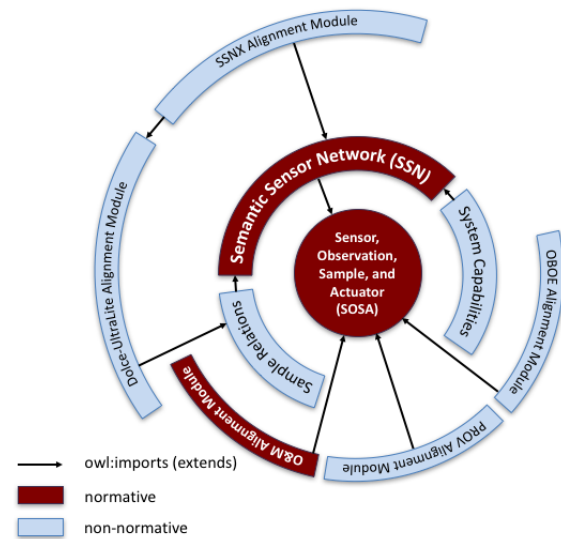 SSNX Alignment Module
Semantic Sensor Network (SSN)
Dolce-UltraLite Alignment Module
Sensor,
Observation,
Sample, and
Actuator
(SOSA)
System Capabilities
OBOE Alignment Module
Sample Relations
O&M Alignment Module
PROV Alignment Module
owl:imports (extends)
normative
non-normative